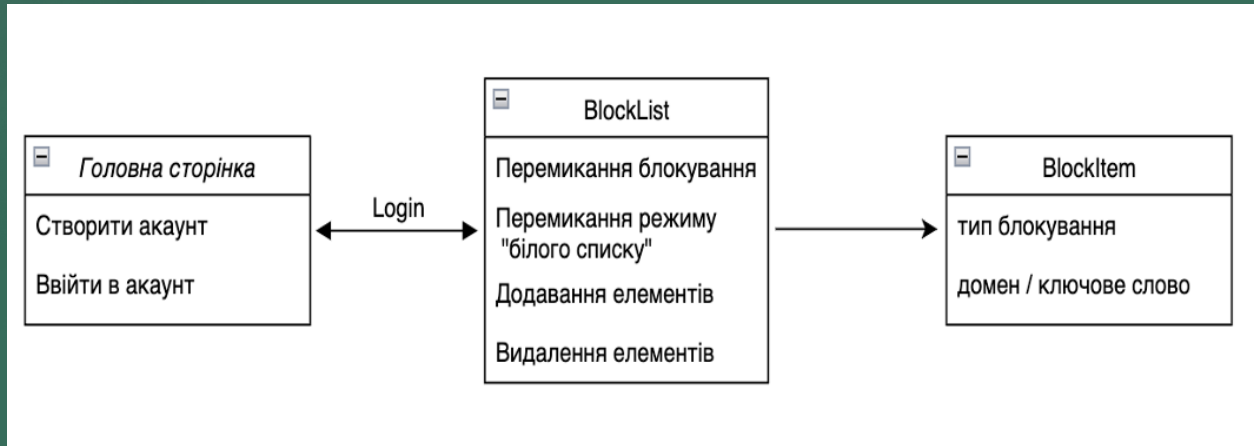 Головна сторінка
Створити акаунт
Ввійти в акаунт
Login
BlockList
Перемикання блокування
Перемикання режиму
"білого списку"
Додавання елементів
Видалення елементів
BlockItem
тип блокування
домен / ключове слово